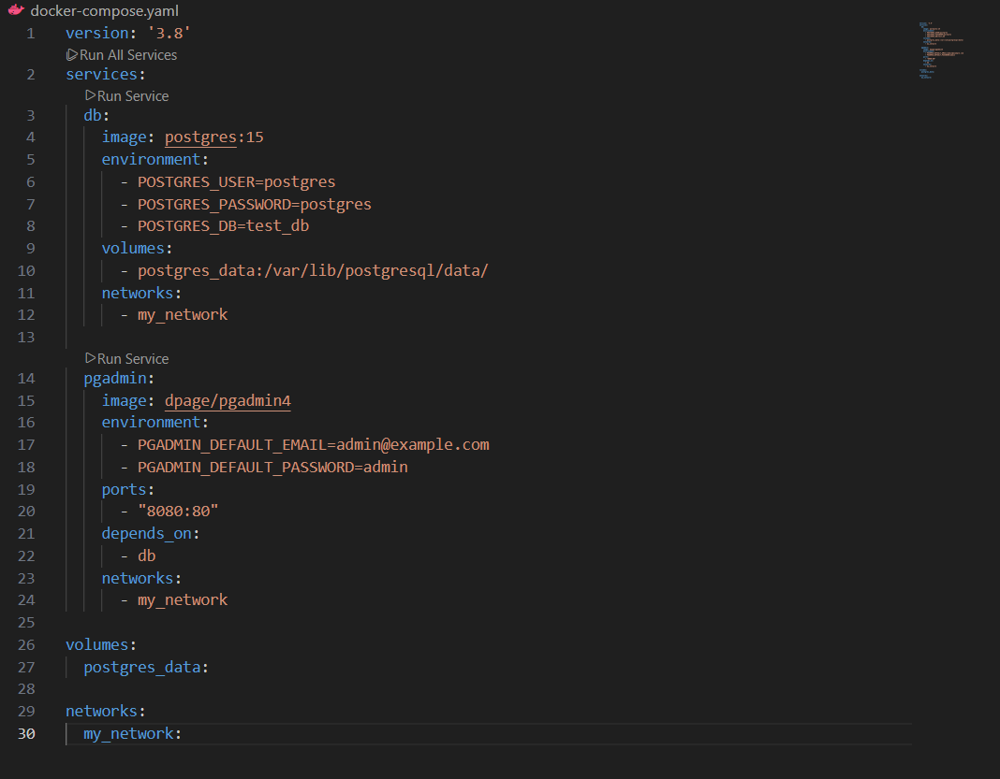 docker-compose.yaml
1 version: '3.8'
Run All Services
2 services:
Run Service
3 db:
4 image: postgres:15
5 environment:
6 - POSTGRES_USER=postgres
7 - POSTGRES_PASSWORD=postgres
8 - POSTGRES_DB=test_db
9 volumes:
10 - postgres_data:/var/lib/postgresql/data/
11 networks:
12 - my_network
13
Run Service
14 pgadmin:
15 image: dpage/pgadmin4
16 environment:
17 - PGADMIN_DEFAULT_EMAIL=admin@example.com
18 - PGADMIN_DEFAULT_PASSWORD=admin
19 ports:
20 - "8080:80"
21 depends_on:
22 - db
23 networks:
24 - my_network
25
26 volumes:
27 postgres_data:
28
29 networks:
30 my_network: